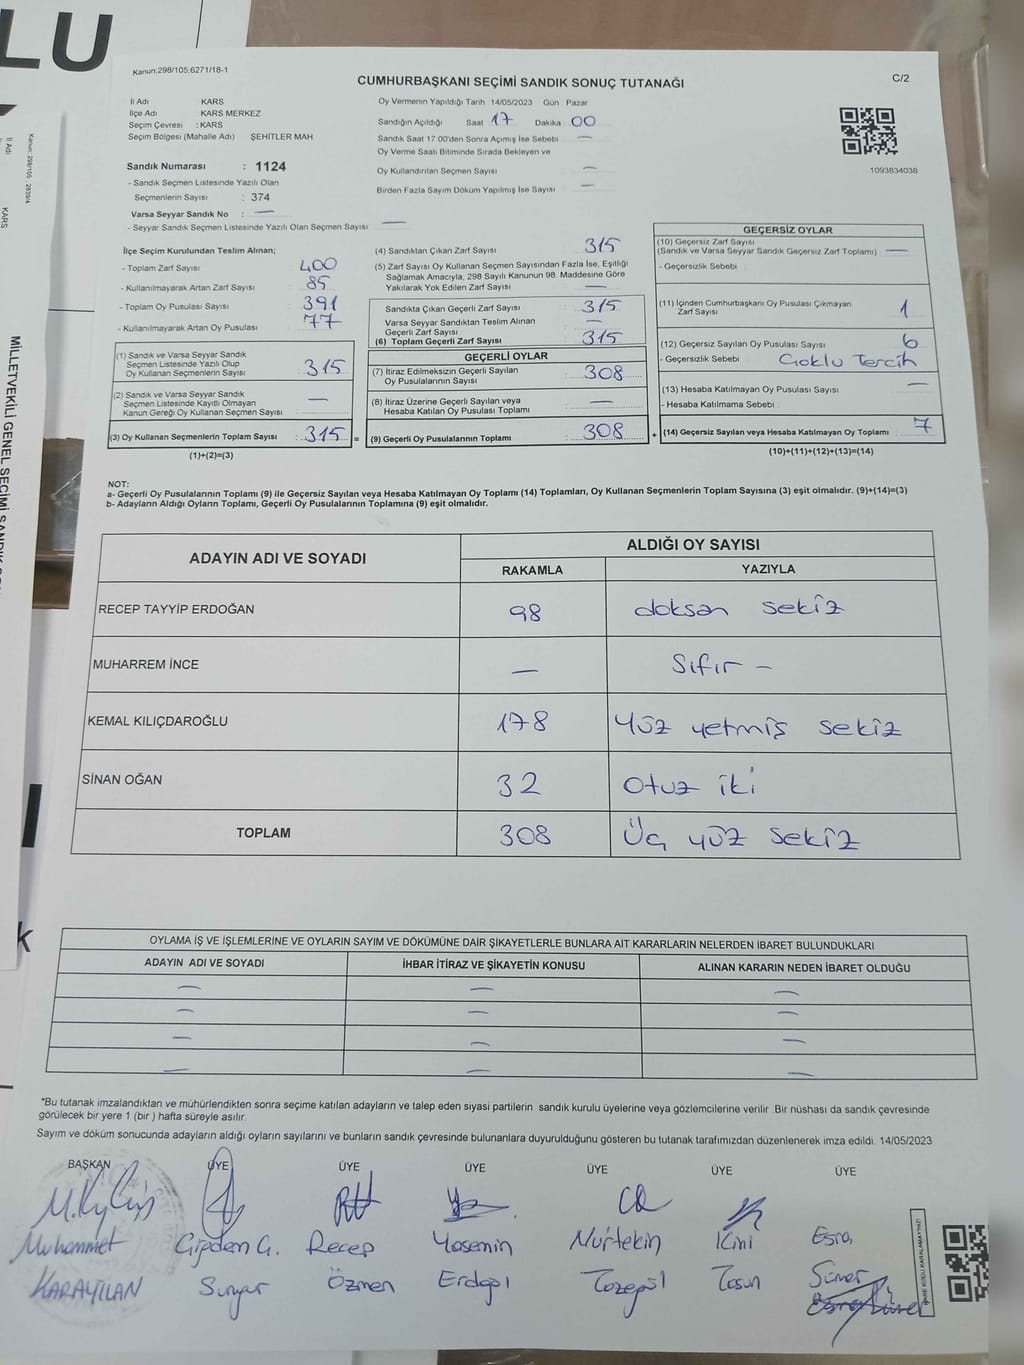 LU
Kanun:298/105;6271/18-1
CUMHURBAŞKANI SEÇİMİ SANDIK SONUÇ TUTANAĞI
C/2
İl Adı KARS
İlçe Adı KARS MERKEZ
Seçim Çevresi : KARS
Seçim Bölgesi (Mahalle Adı) ŞEHİTLER MAH
Sandık Numarası : 1124
- Sandık Seçmen Listesinde Yazılı Olan
Seçmenlerin Sayısı : 374
Varsa Seyyar Sandık No : —
- Seyyar Sandık Seçmen Listesinde Yazılı Olan Seçmen Sayısı —
Oy Vermenin Yapıldığı Tarih 14/05/2023 Gün : Pazar
Sandığın Açıldığı Saat 17 Dakika 00
Sandık Saat 17:00'den Sonra Açımış İse Sebebi —
Oy Verme Saati Bitiminde Sırada Bekleyen ve
Oy Kullandırılan Seçmen Sayısı —
Birden Fazla Sayım Döküm Yapılmış İse Sayısı —
1093834038
İlçe Seçim Kurulundan Teslim Alınan;
- Toplam Zarf Sayısı 400
- Kullanılmayarak Artan Zarf Sayısı 85
- Toplam Oy Pusulası Sayısı 391
- Kullanılmayarak Artan Oy Pusulası 77
(1) Sandık ve Varsa Seyyar Sandık
Seçmen Listesinde Yazılı Olup
Oy Kullanan Seçmenlerin Sayısı : 315
(2) Sandık ve Varsa Seyyar Sandık
Seçmen Listesinde Kayıtlı Olmayan
Kanun Gereği Oy Kullanan Seçmen Sayısı : —
(3) Oy Kullanan Seçmenlerin Toplam Sayısı : 315 =
(1)+(2)=(3)
(4) Sandıktan Çıkan Zarf Sayısı 315
(5) Zarf Sayısı Oy Kullanan Seçmen Sayısından Fazla İse, Eşitliği
Sağlamak Amacıyla, 298 Sayılı Kanunun 98. Maddesine Göre
Yakılarak Yok Edilen Zarf Sayısı : —
Sandıkta Çıkan Geçerli Zarf Sayısı : 315
Varsa Seyyar Sandıktan Teslim Alınan
Geçerli Zarf Sayısı : —
(6) Toplam Geçerli Zarf Sayısı : 315
GEÇERLİ OYLAR
(7) İtiraz Edilmeksizin Geçerli Sayılan
Oy Pusulalarının Sayısı : 308
(8) İtiraz Üzerine Geçerli Sayılan veya
Hesaba Katılan Oy Pusulası Toplamı : —
(9) Geçerli Oy Pusulalarının Toplamı : 308 +
GEÇERSİZ OYLAR
(10) Geçersiz Zarf Sayısı
(Sandık ve Varsa Seyyar Sandık Geçersiz Zarf Toplamı) —
- Geçersizlik Sebebi :
(11) İçinden Cumhurbaşkanı Oy Pusulası Çıkmayan
Zarf Sayısı 1
(12) Geçersiz Sayılan Oy Pusulası Sayısı 6
- Geçersizlik Sebebi : Çoklu Tercih
(13) Hesaba Katılmayan Oy Pusulası Sayısı —
- Hesaba Katılmama Sebebi :
(14) Geçersiz Sayılan veya Hesaba Katılmayan Oy Toplamı : 7
(10)+(11)+(12)+(13)=(14)
NOT:
a- Geçerli Oy Pusulalarının Toplamı (9) ile Geçersiz Sayılan veya Hesaba Katılmayan Oy Toplamı (14) Toplamları, Oy Kullanan Seçmenlerin Toplam Sayısına (3) eşit olmalıdır. (9)+(14)=(3)
b- Adayların Aldığı Oyların Toplamı, Geçerli Oy Pusulalarının Toplamına (9) eşit olmalıdır.
ADAYIN ADI VE SOYADI
ALDIĞI OY SAYISI
RAKAMLA YAZIYLA
RECEP TAYYİP ERDOĞAN 98 doksan sekiz
MUHARREM İNCE — Sıfır –
KEMAL KILIÇDAROĞLU 178 Yüz yetmiş sekiz
SİNAN OĞAN 32 Otuz iki
TOPLAM 308 Üç yüz sekiz
OYLAMA İŞ VE İŞLEMLERİNE VE OYLARIN SAYIM VE DÖKÜMÜNE DAİR ŞİKAYETLERLE BUNLARA AİT KARARLARIN NELERDEN İBARET BULUNDUKLARI
ADAYIN ADI VE SOYADI İHBAR İTİRAZ VE ŞİKAYETİN KONUSU ALINAN KARARIN NEDEN İBARET OLDUĞU
— — —
— — —
— — —
— — —
*Bu tutanak imzalandıktan ve mühürlendikten sonra seçime katılan adayların ve talep eden siyasi partilerin sandık kurulu üyelerine veya gözlemcilerine verilir .Bir nüshası da sandık çevresinde
görülecek bir yere 1 (bir ) hafta süreyle asılır.
Sayım ve döküm sonucunda adayların aldığı oyların sayılarını ve bunların sandık çevresinde bulunanlara duyurulduğunu gösteren bu tutanak tarafımızdan düzenlenerek imza edildi. 14/05/2023
BAŞKAN ÜYE ÜYE ÜYE ÜYE ÜYE ÜYE
Muhammet Çiğdem G. Recep Yasemin Nurtekin Esra
KARAYILAN Özmen Tosun
İl Adı KARS